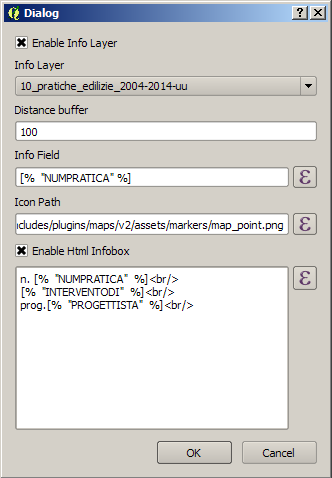 Dialog
Enable Info Layer
Info Layer
10_pratiche_edilizie_2004-2014-uu
Distance buffer
100
Info Field
[% "NUMPRATICA" %]
ε
Icon Path
ncludes/plugins/maps/v2/assets/markers/map_point.png
ε
Enable Html Infobox
n. [% "NUMPRATICA" %]<br/>
[% "INTERVENTODI" %]<br/>
prog.[% "PROGETTISTA" %]<br/>
ε
OK Cancel